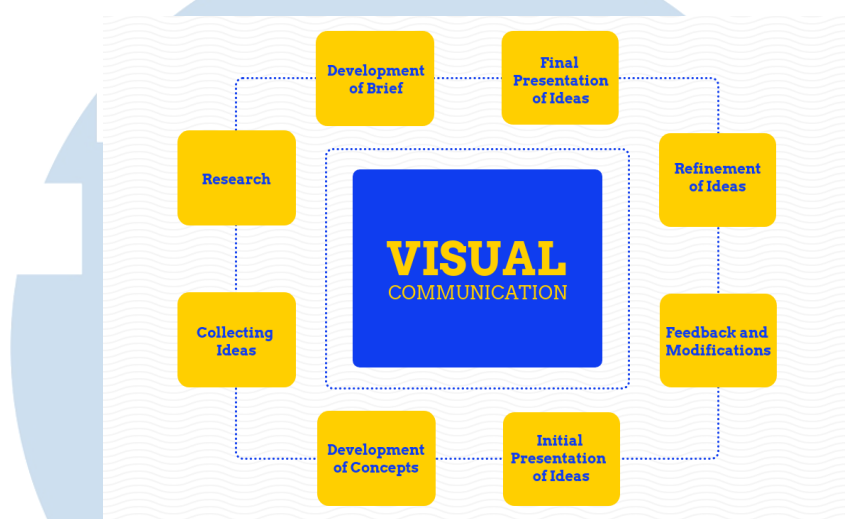 Development
of Brief
Final
Presentation
of Ideas
Research
Refinement
of Ideas
VISUAL
COMMUNICATION
Collecting
Ideas
Feedback and
Modifications
Development
of Concepts
Initial
Presentation
of Ideas